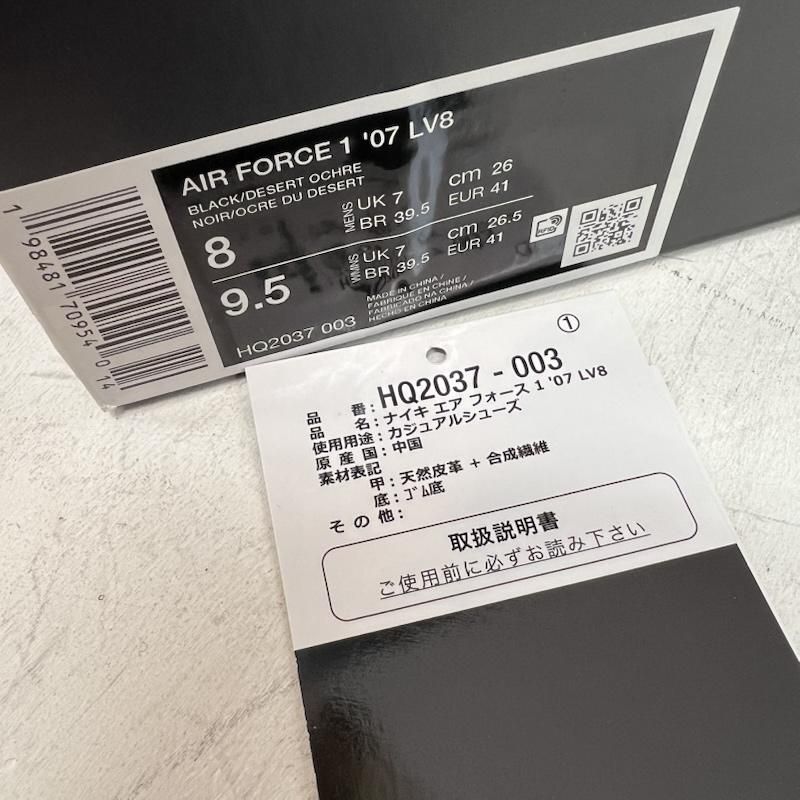 AIR FORCE 1 '07 LV8
BLACK/DESERT OCHRE
NOIR/OCRE DU DESERT
8
MENS
UK 7 cm 26
BR 39.5 EUR 41
9.5
WMNS
UK 7 cm 26.5
BR 39.5 EUR 41
RFID
MADE IN CHINA /
FABRIQUE EN CHINE /
FABRICADO NA CHINA /
HECHO EN CHINA
HQ2037 003
1 98481 70954 014
①
品番：HQ2037 - 003
品名：ナイキ エア フォース 1 '07 LV8
使用用途：カジュアルシューズ
原産国：中国
素材表記
甲：天然皮革 + 合成繊維
底：ｺﾞﾑ底
その他：
取扱説明書
ご使用前に必ずお読み下さい